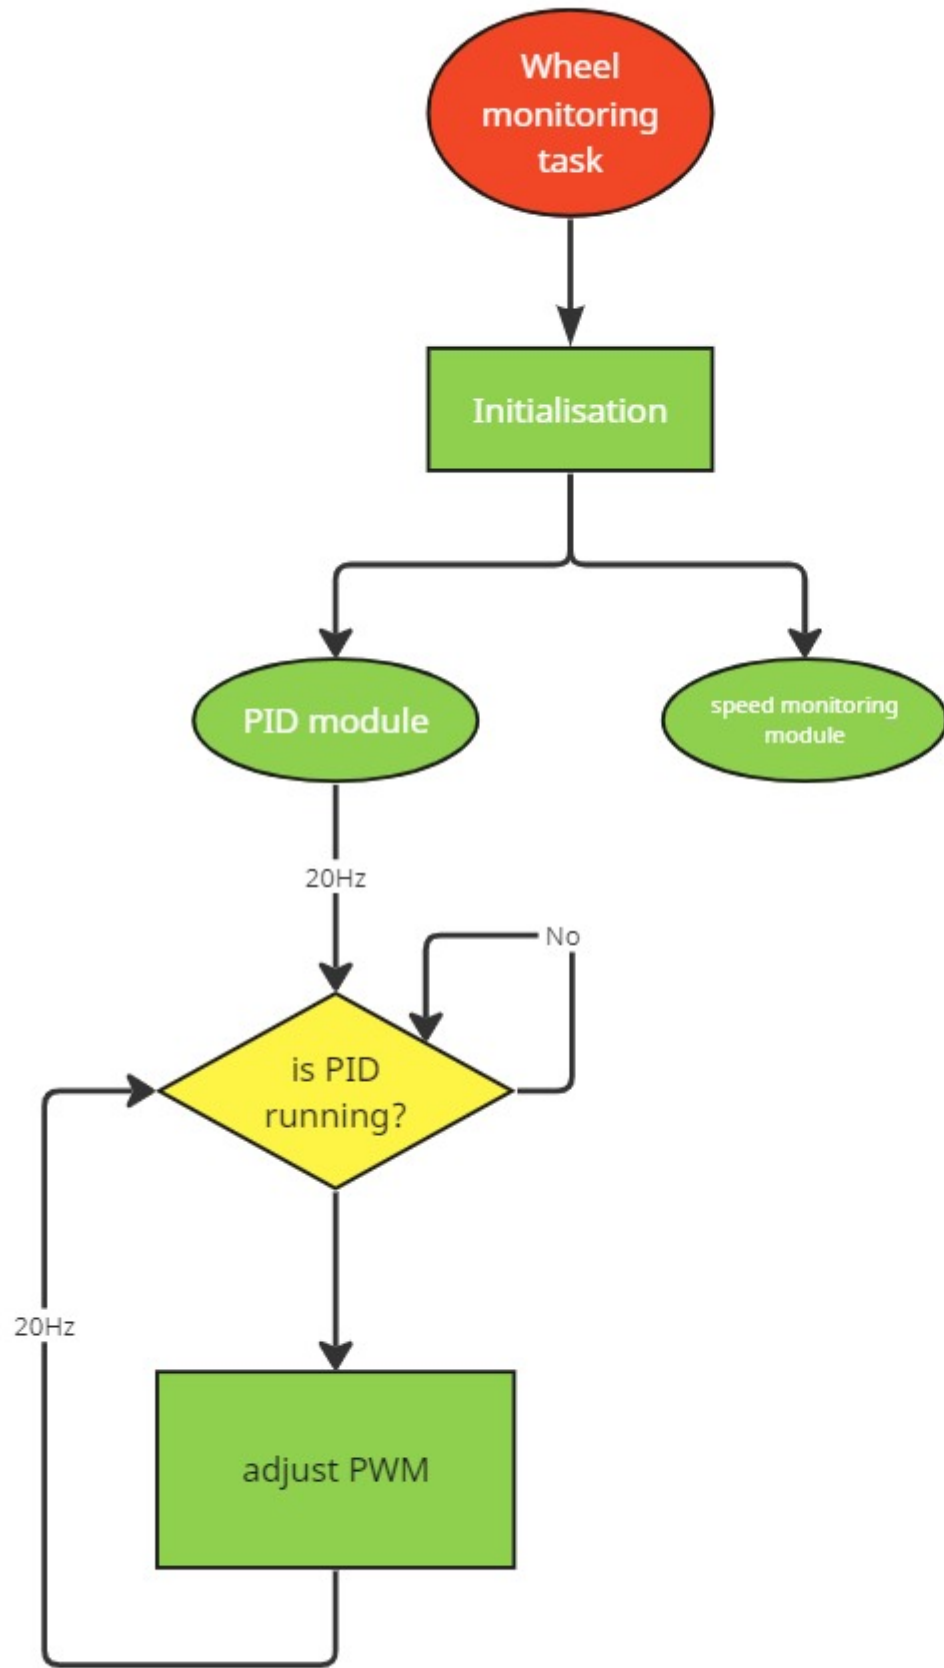 Wheel
monitoring
task
Initialisation
PID module
speed monitoring
module
20Hz
No
is PID
running?
20Hz
adjust PWM